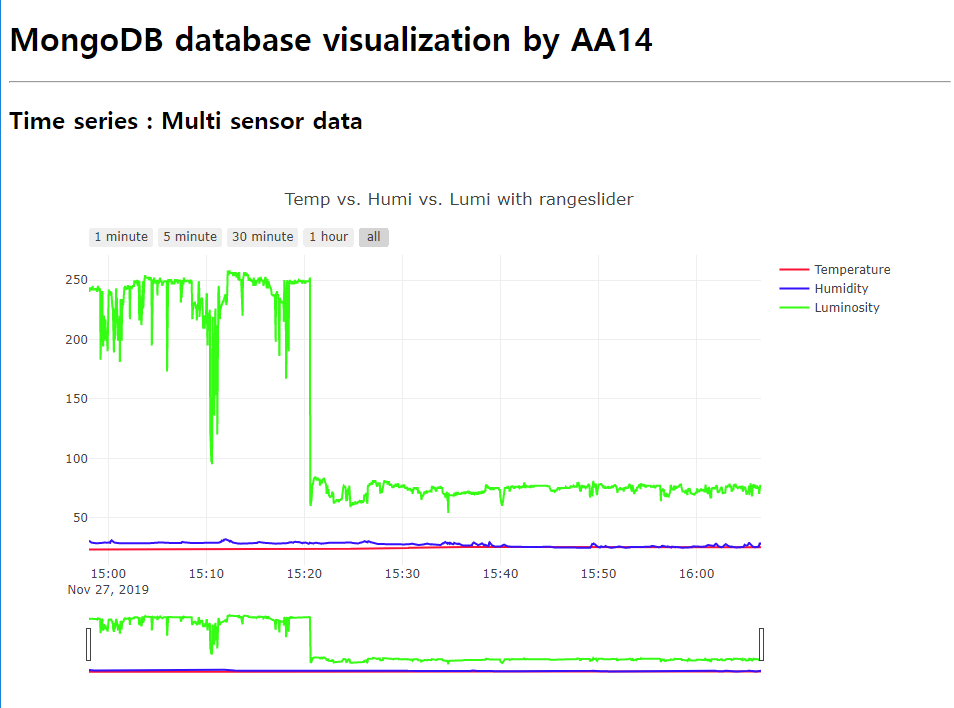 MongoDB database visualization by AA14
Time series : Multi sensor data
Temp vs. Humi vs. Lumi with rangeslider
1 minute 5 minute 30 minute 1 hour all
Temperature
Humidity
Luminosity
250
200
150
100
50
15:00 15:10 15:20 15:30 15:40 15:50 16:00
Nov 27, 2019